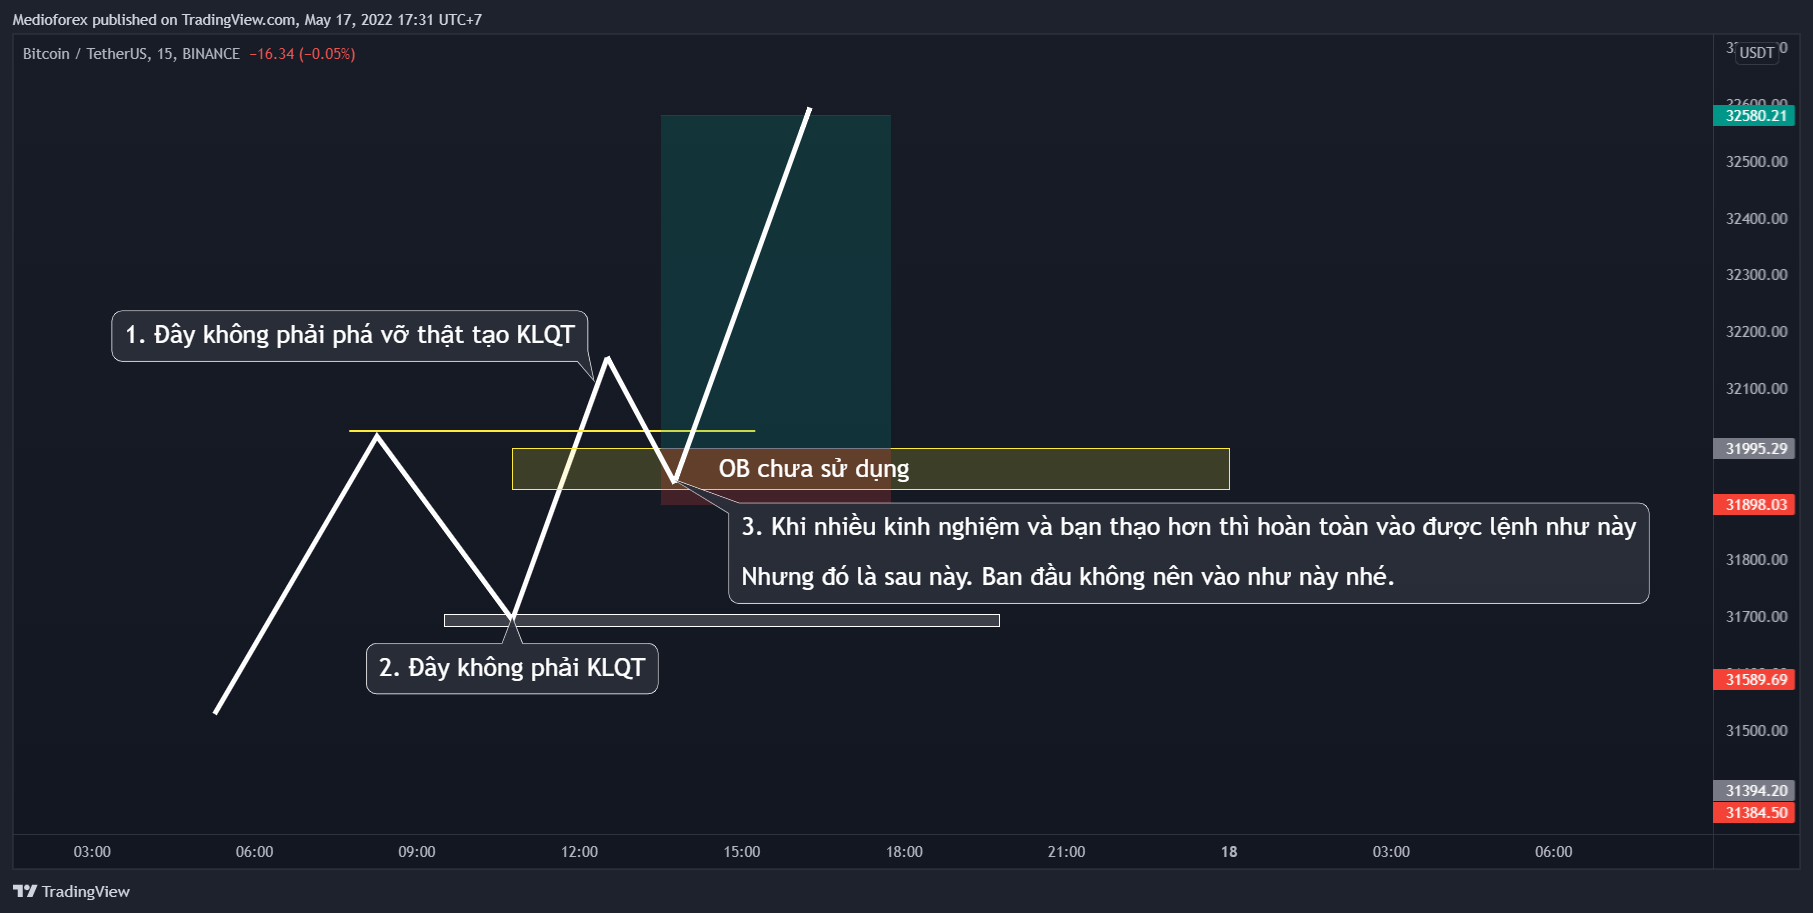 Medioforex published on TradingView.com, May 17, 2022 17:31 UTC+7
Bitcoin / TetherUS, 15, BINANCE −16.34 (−0.05%)
USDT
32580.21
32500.00
32400.00
32300.00
32200.00
1. Đây không phải phá vỡ thật tạo KLQT
32100.00
31995.29
OB chưa sử dụng
31898.03
3. Khi nhiều kinh nghiệm và bạn thạo hơn thì hoàn toàn vào được lệnh như này
Nhưng đó là sau này. Ban đầu không nên vào như này nhé.
31800.00
31700.00
2. Đây không phải KLQT
31589.69
31500.00
31394.20
31384.50
03:00 06:00 09:00 12:00 15:00 18:00 21:00 18 03:00 06:00
TradingView